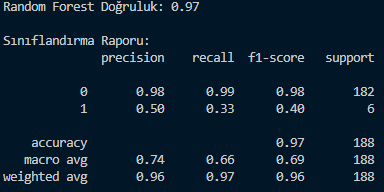 Random Forest Doğruluk: 0.97
Sınıflandırma Raporu:
precision recall f1-score support
0 0.98 0.99 0.98 182
1 0.50 0.33 0.40 6
accuracy 0.97 188
macro avg 0.74 0.66 0.69 188
weighted avg 0.96 0.97 0.96 188